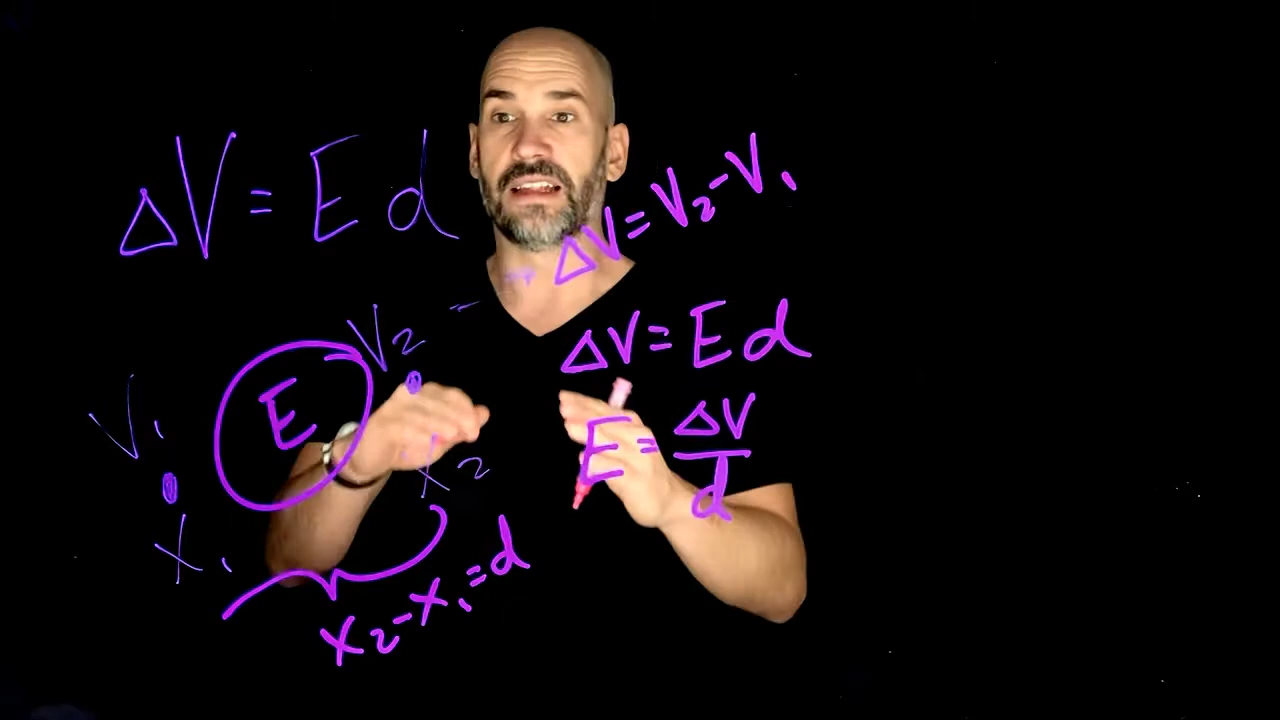 ΔV = Ed
ΔV = V₂ - V₁
ΔV = Ed
V₂
V₁
E
E = ΔV/d
x₂
x₁
x₂ - x₁ = d